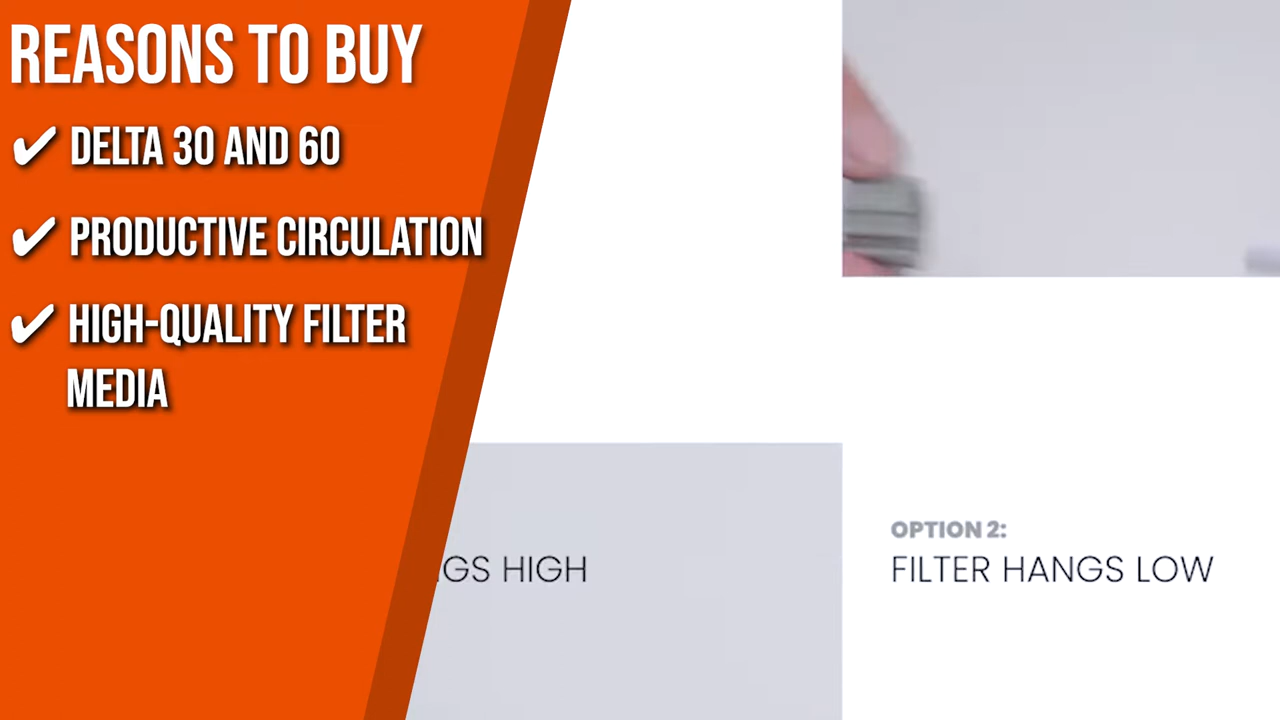 REASONS TO BUY
✔ DELTA 30 AND 60
✔ PRODUCTIVE CIRCULATION
✔ HIGH-QUALITY FILTER
MEDIA
GS HIGH
OPTION 2:
FILTER HANGS LOW